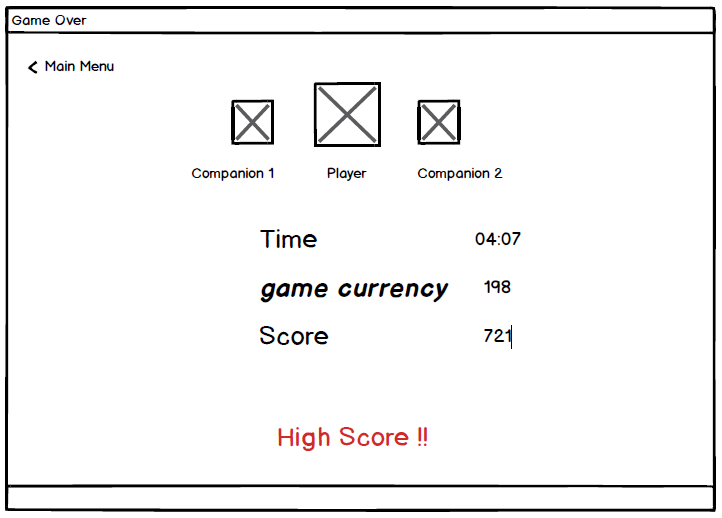 Game Over
< Main Menu
Companion 1 Player Companion 2
Time 04:07
game currency 198
Score 721
High Score !!